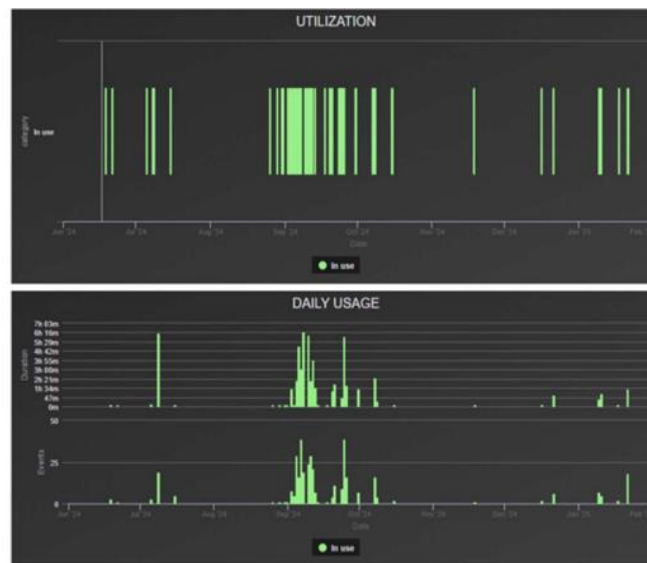 UTILIZATION
category
In use
Jun '24 Jul '24 Aug '24 Sep '24 Oct '24 Nov '24 Dec '24 Jan '25 Feb
Date
In use
DAILY USAGE
Duration
7h 03m
6h 16m
5h 29m
4h 42m
3h 55m
3h 08m
2h 21m
1h 34m
47m
0m
Events
50
25
0
Jun '24 Jul '24 Aug '24 Sep '24 Oct '24 Nov '24 Dec '24 Jan '25 Feb
Date
In use